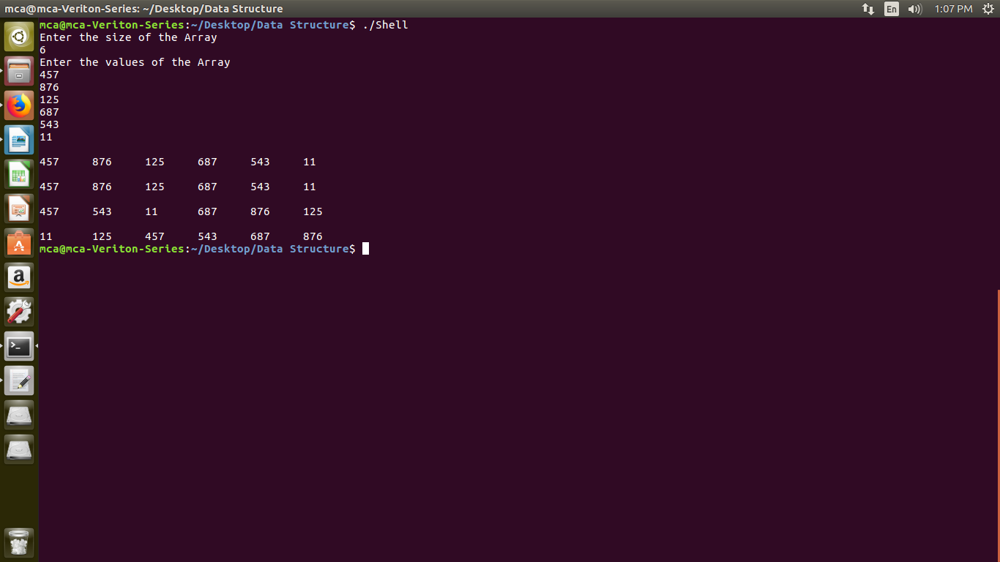 mca@mca-Veriton-Series: ~/Desktop/Data Structure En 1:07 PM
mca@mca-Veriton-Series:~/Desktop/Data Structure$ ./Shell
Enter the size of the Array
6
Enter the values of the Array
457
876
125
687
543
11
457 876 125 687 543 11
457 876 125 687 543 11
457 543 11 687 876 125
11 125 457 543 687 876
mca@mca-Veriton-Series:~/Desktop/Data Structure$